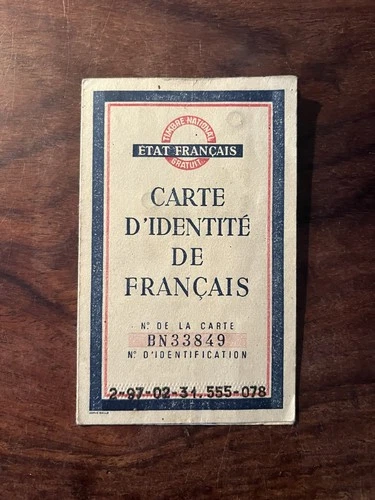 TIMBRE NATIONAL
ETAT FRANÇAIS
GRATUIT
CARTE
D'IDENTITÉ
DE
FRANÇAIS
N° DE LA CARTE
BN33849
N° D'IDENTIFICATION
2-97-02-31.555-078